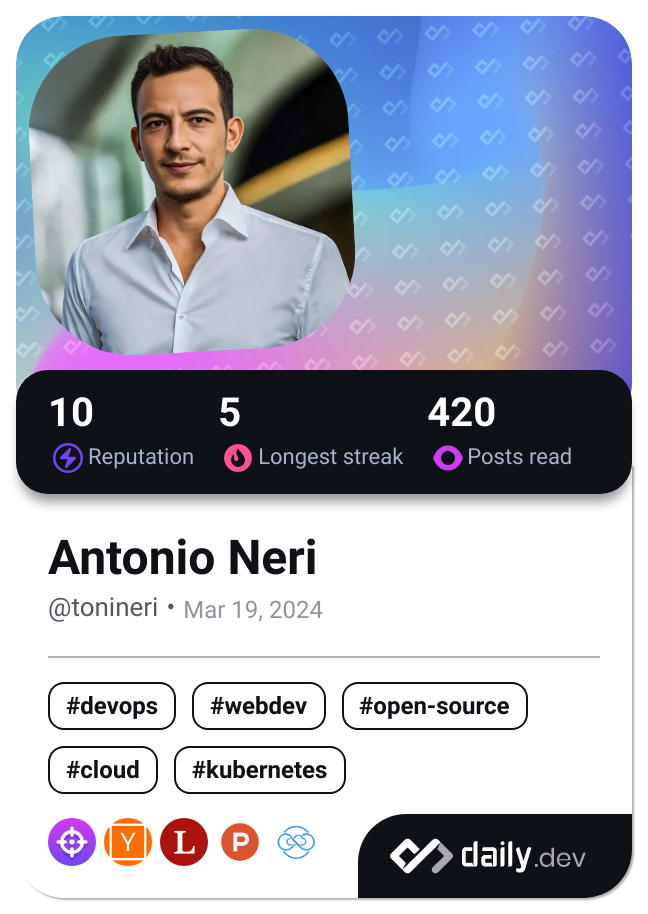 10 5 420
Reputation Longest streak Posts read
Antonio Neri
@tonineri • Mar 19, 2024
#devops #webdev #open-source
#cloud #kubernetes
Y L P
daily.dev